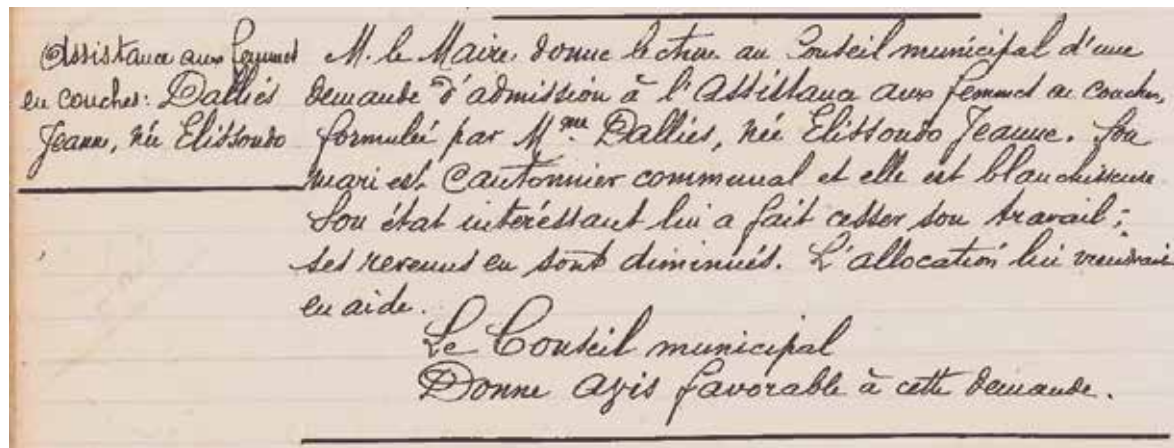 Assistance aux femmes
en couches: Dalliès
Jeanne, née Elissondo
M. le Maire donne lecture au Conseil municipal d'une
demande d'admission à l'Assistance aux femmes en couches,
formulée par Mme Dalliès, née Elissondo Jeanne. Son
mari est cantonnier communal et elle est blanchisseuse
Son état intéressant lui a fait cesser son travail;
ses revenus en sont diminués. L'allocation lui viendrait
en aide.
Le Conseil municipal
Donne avis favorable à cette demande.